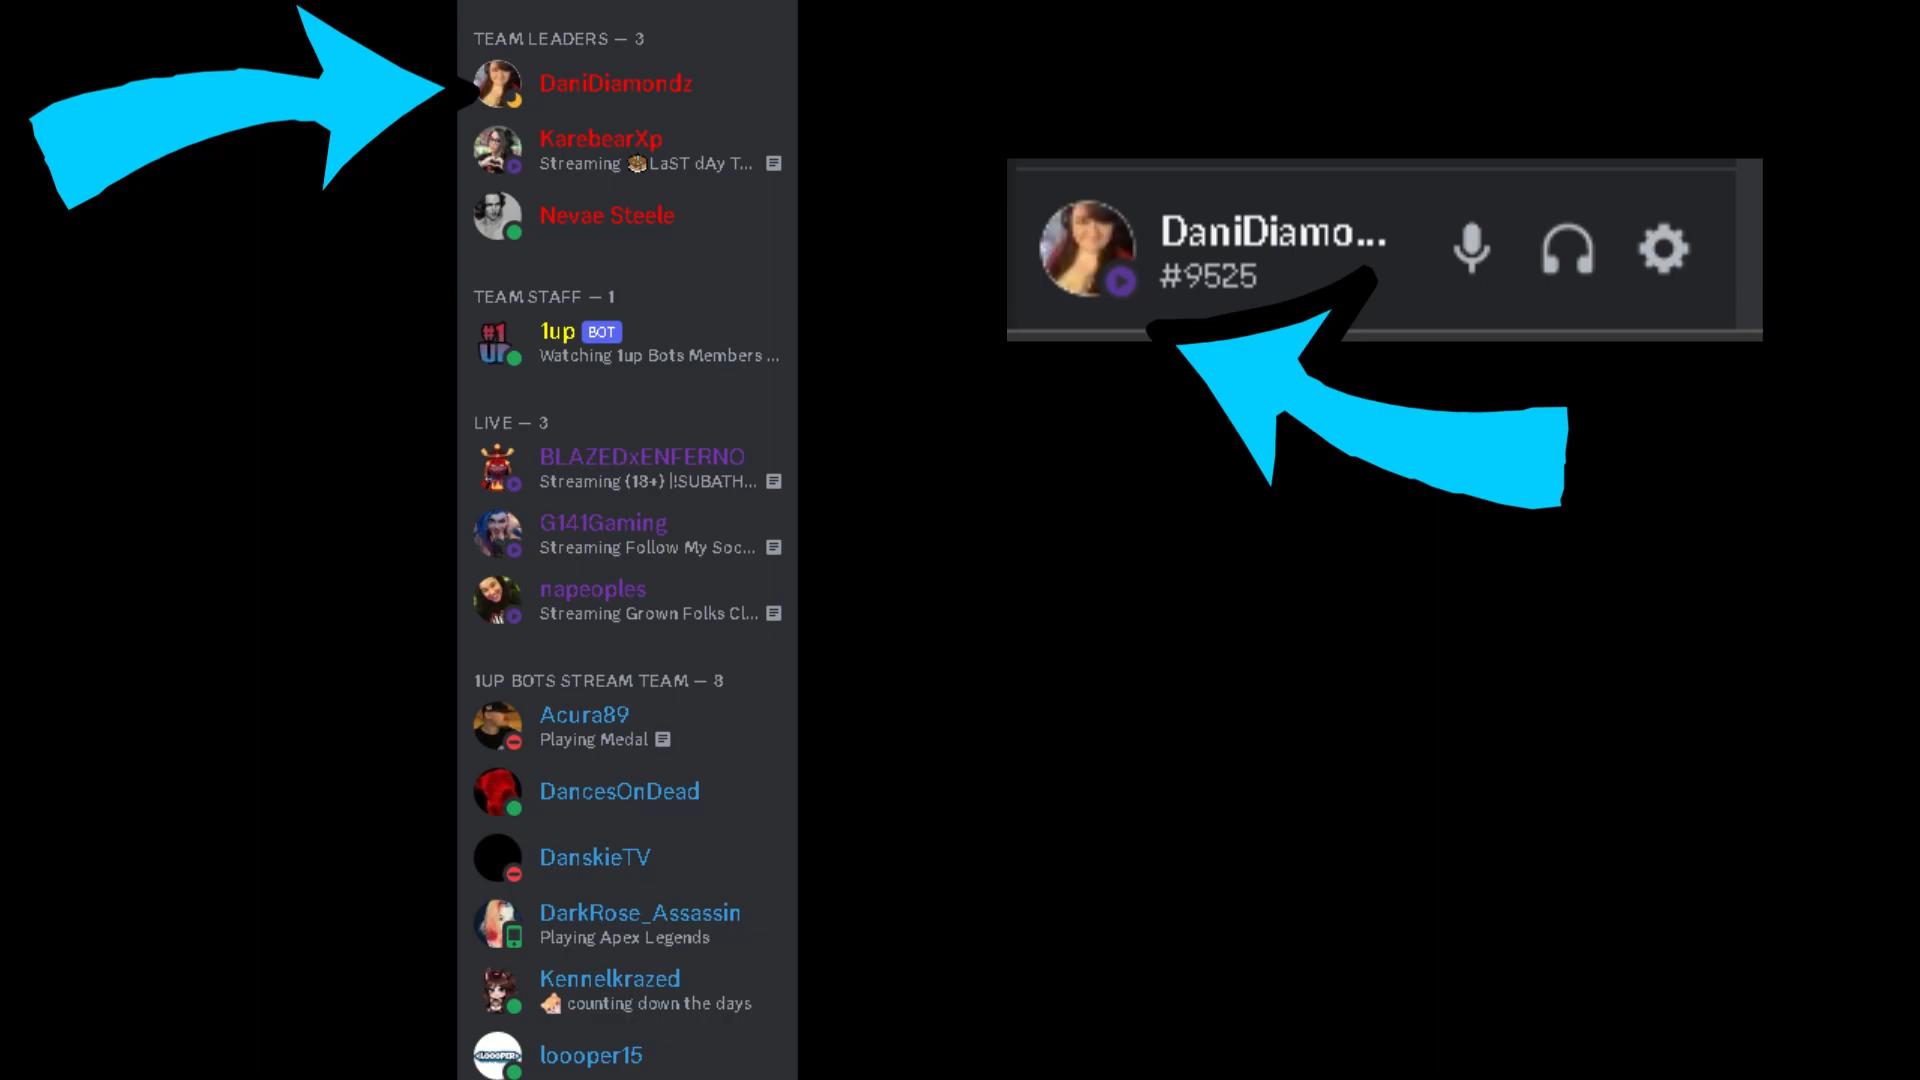 TEAM LEADERS — 3
DaniDiamondz
KarebearXp
Streaming LaST dAy T...
Nevae Steele
TEAM STAFF — 1
#1
UP
1up BOT
Watching 1up Bots Members ...
LIVE — 3
BLAZEDxENFERNO
Streaming (18+) |!SUBATH...
G141Gaming
Streaming Follow My Soc...
napeoples
Streaming Grown Folks Cl...
1UP BOTS STREAM TEAM — 8
Acura89
Playing Medal
DancesOnDead
DanskieTV
DarkRose_Assassin
Playing Apex Legends
Kennelkrazed
counting down the days
LOOOPER
loooper15
DaniDiamo...
#9525